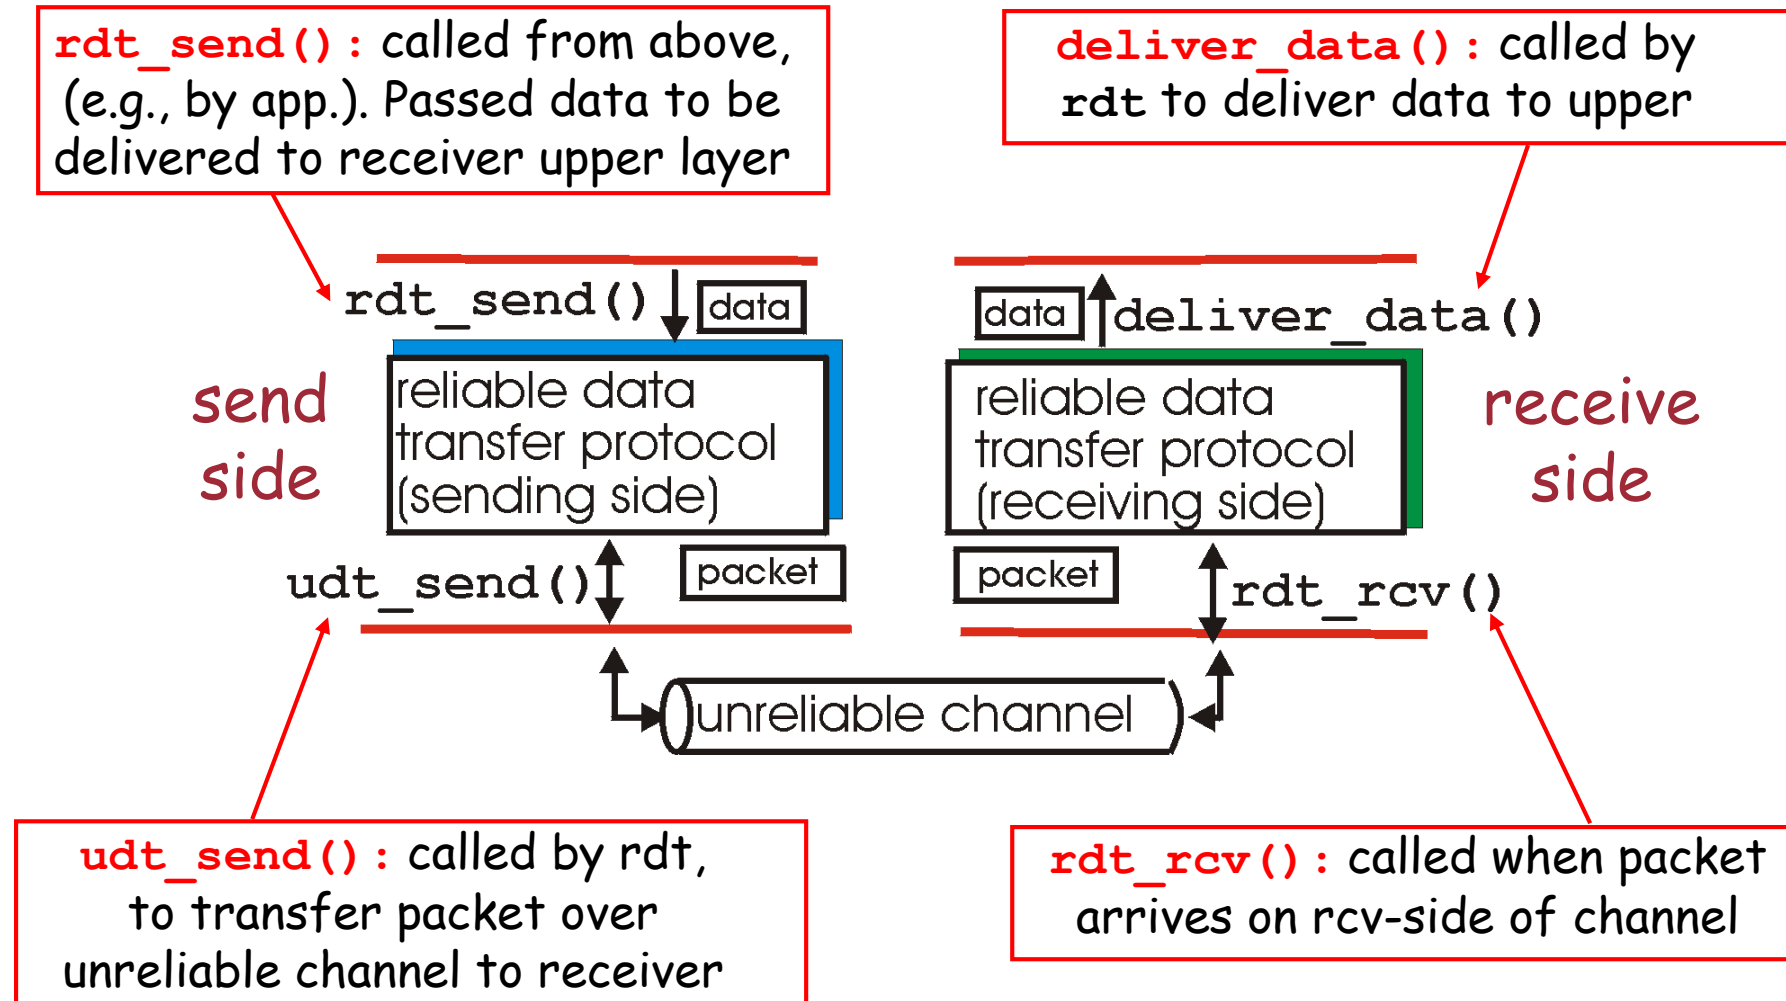 rdt_send(): called from above,
(e.g., by app.). Passed data to be
delivered to receiver upper layer
deliver_data(): called by
rdt to deliver data to upper
rdt_send()
data
data
deliver_data()
send
side
reliable data
transfer protocol
(sending side)
reliable data
transfer protocol
(receiving side)
receive
side
udt_send()
packet
packet
rdt_rcv()
unreliable channel
udt_send(): called by rdt,
to transfer packet over
unreliable channel to receiver
rdt_rcv(): called when packet
arrives on rcv-side of channel